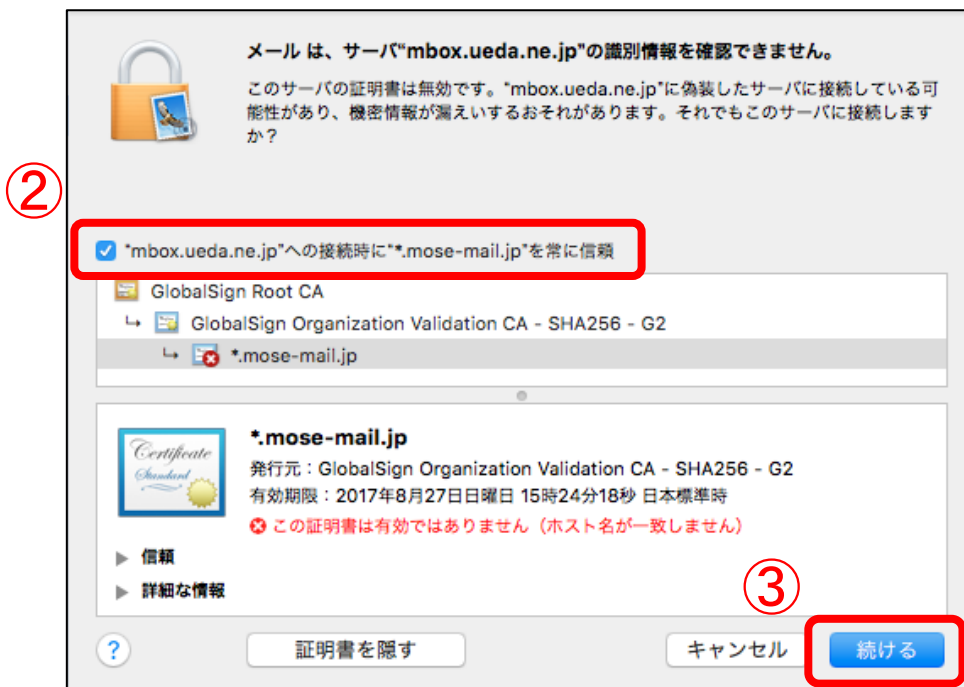 メール は、サーバ"mbox.ueda.ne.jp"の識別情報を確認できません。
このサーバの証明書は無効です。"mbox.ueda.ne.jp"に偽装したサーバに接続している可
能性があり、機密情報が漏えいするおそれがあります。それでもこのサーバに接続します
か？
②
"mbox.ueda.ne.jp"への接続時に"*.mose-mail.jp"を常に信頼
GlobalSign Root CA
↳ GlobalSign Organization Validation CA - SHA256 - G2
↳ *.mose-mail.jp
Certificate
Standard
*.mose-mail.jp
発行元：GlobalSign Organization Validation CA - SHA256 - G2
有効期限：2017年8月27日日曜日 15時24分18秒 日本標準時
この証明書は有効ではありません（ホスト名が一致しません）
▶ 信頼
▶ 詳細な情報
③
? 証明書を隠す キャンセル 続ける